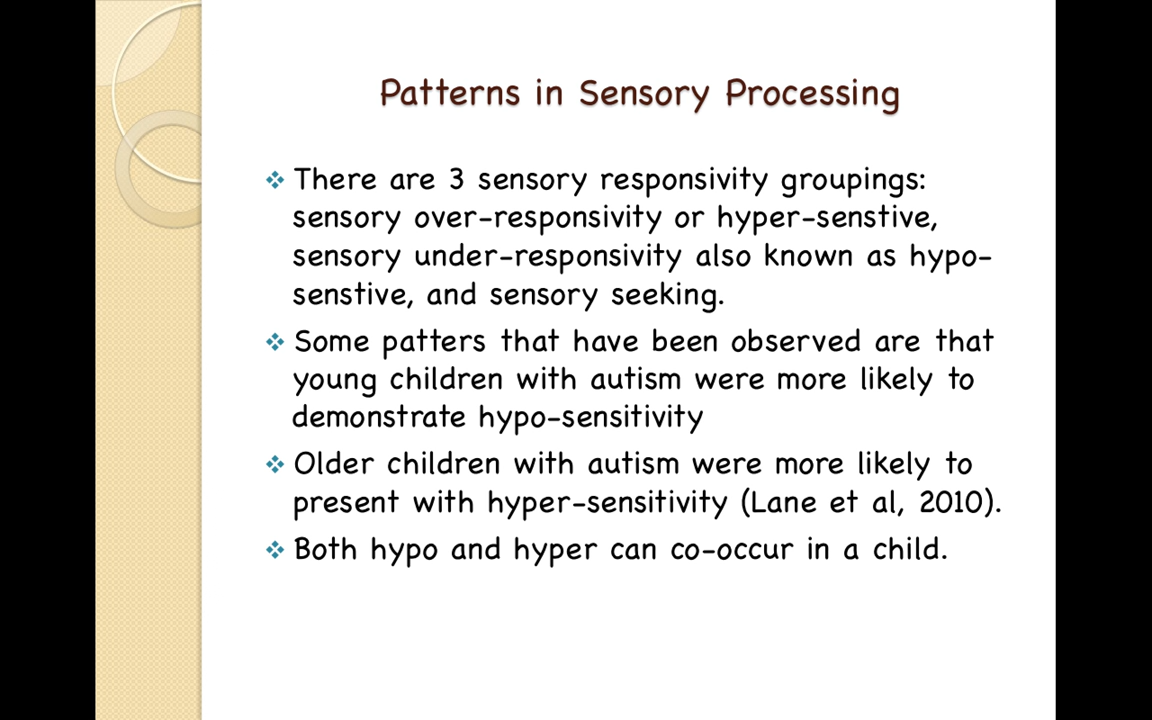 Patterns in Sensory Processing
There are 3 sensory responsivity groupings:
sensory over-responsivity or hyper-senstive,
sensory under-responsivity also known as hypo-
senstive, and sensory seeking.
Some patters that have been observed are that
young children with autism were more likely to
demonstrate hypo-sensitivity
Older children with autism were more likely to
present with hyper-sensitivity (Lane et al, 2010).
Both hypo and hyper can co-occur in a child.